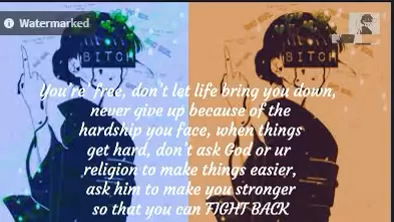 Watermarked
BITCH
BITCH
You're' free, don't let life bring you down,
never give up because of the
hardship you face, when things
get hard, don't ask God or ur
religion to make things easier,
ask him to make you stronger
so that you can FIGHT BACK